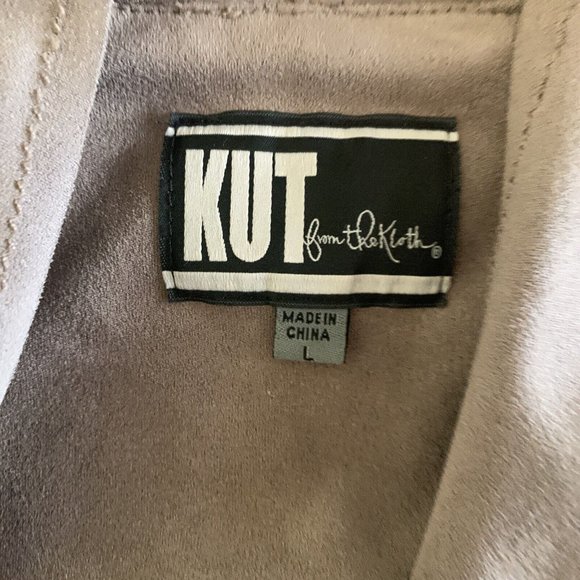 KUT from the Kloth®
MADE IN
CHINA
L